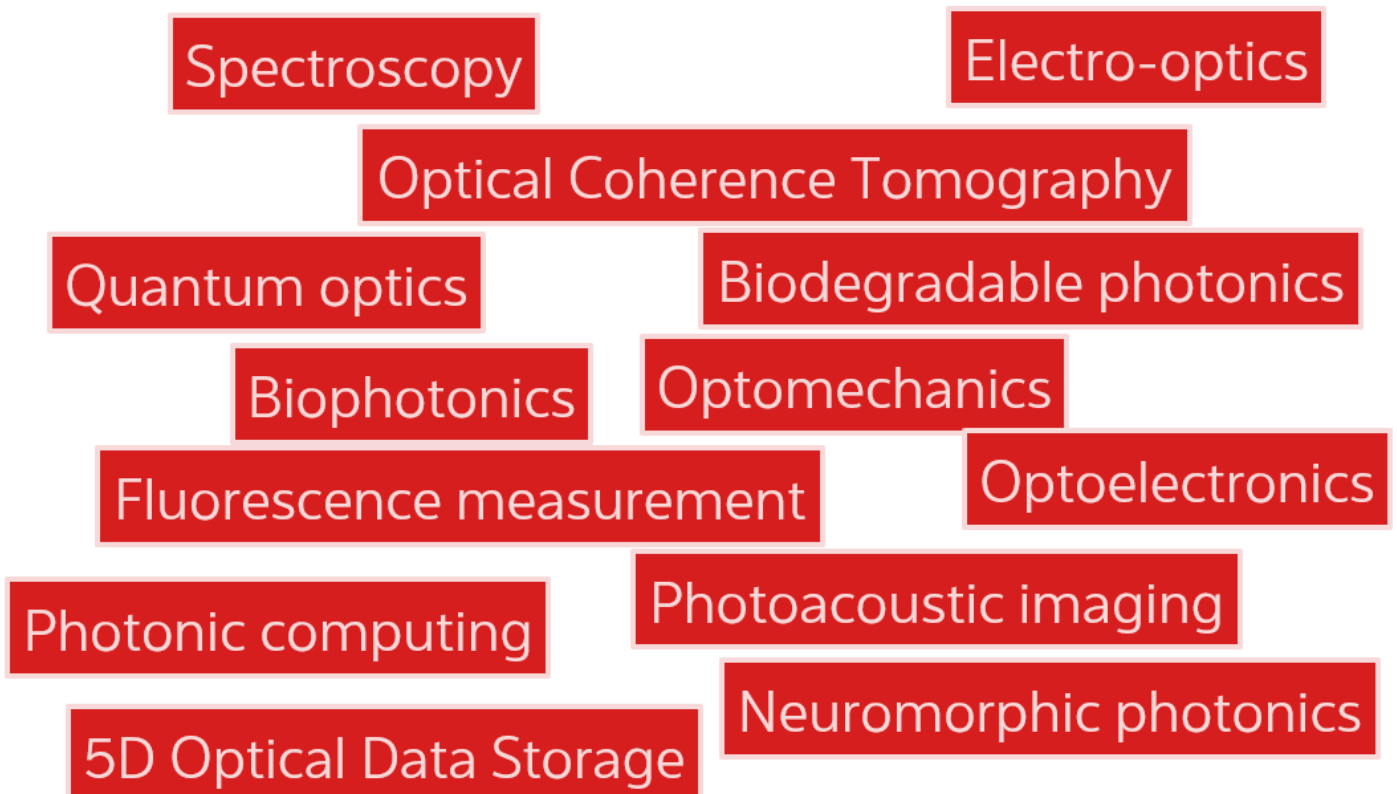 Spectroscopy
Electro-optics
Optical Coherence Tomography
Quantum optics
Biodegradable photonics
Biophotonics
Optomechanics
Fluorescence measurement
Optoelectronics
Photonic computing
Photoacoustic imaging
Neuromorphic photonics
5D Optical Data Storage